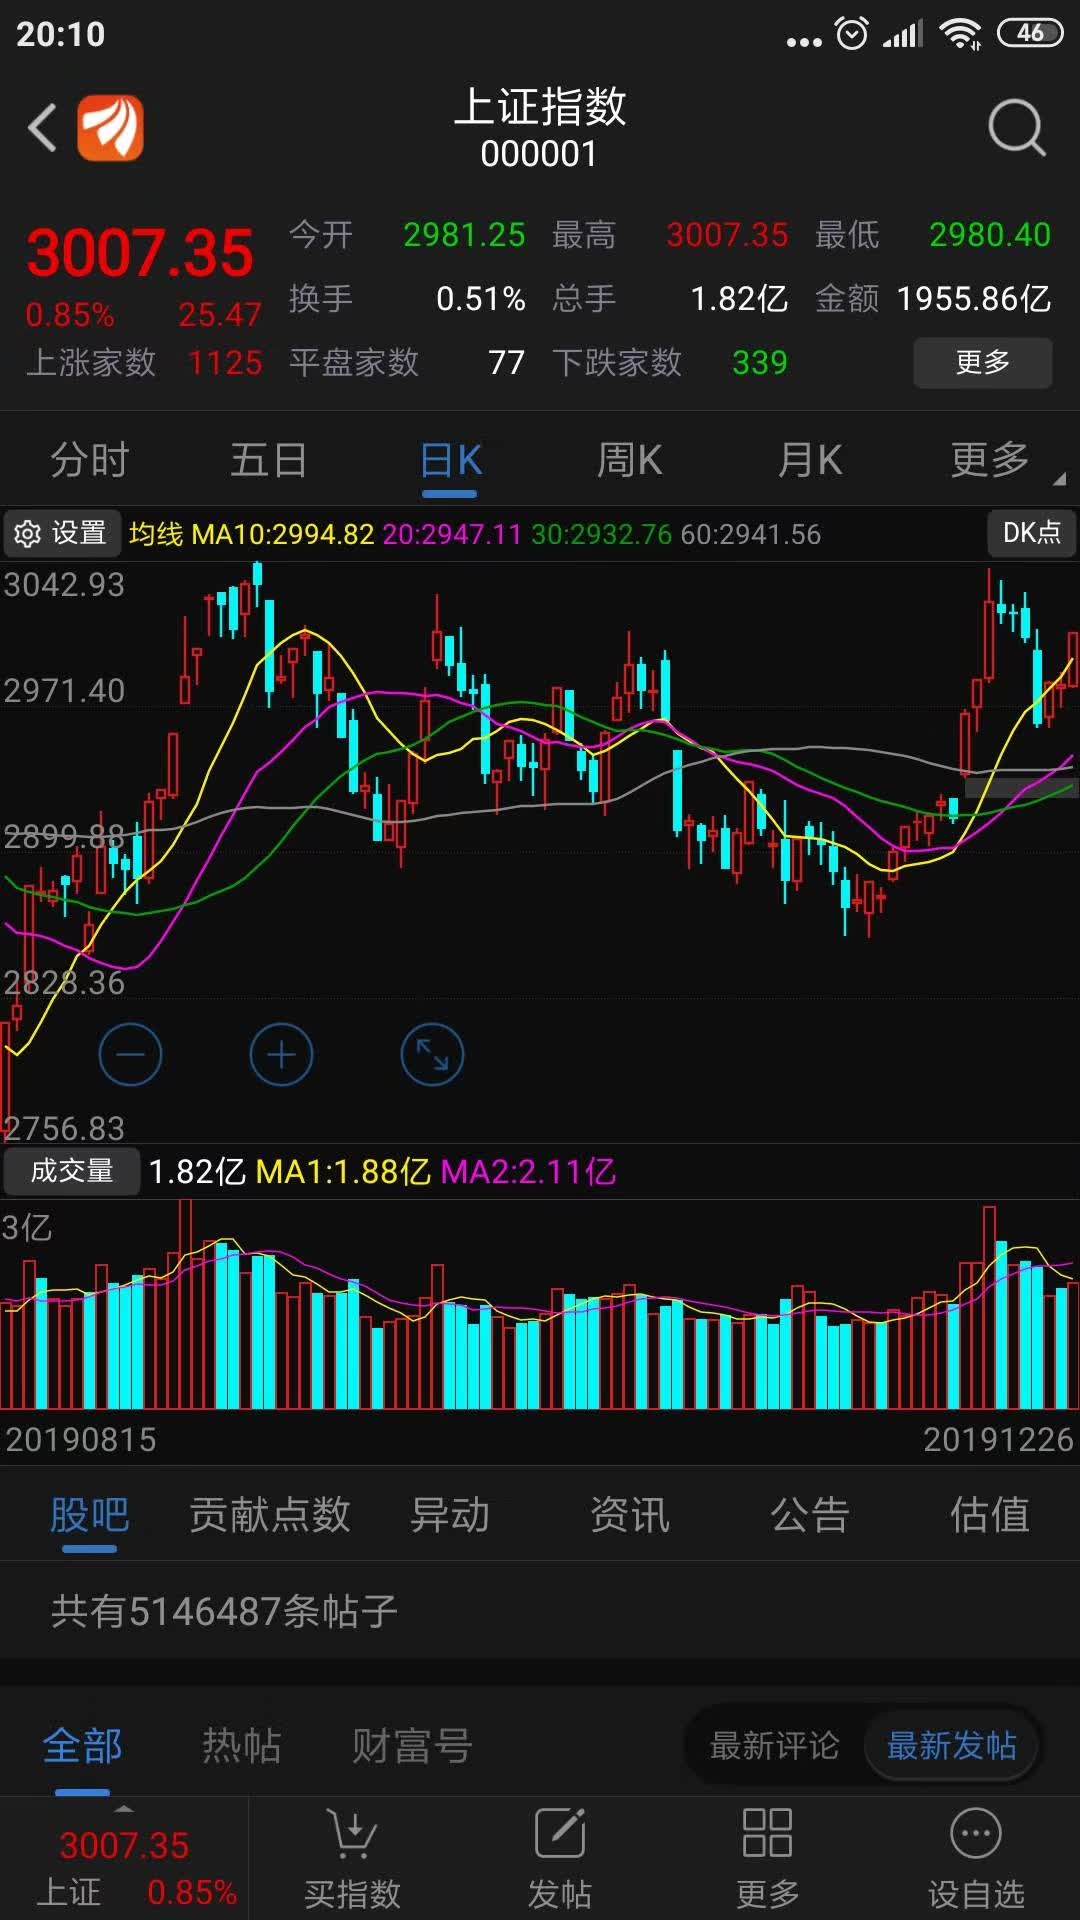 20:10
46
上证指数
000001
3007.35
0.85% 25.47
今开 2981.25 最高 3007.35 最低 2980.40
换手 0.51% 总手 1.82亿 金额 1955.86亿
上涨家数 1125 平盘家数 77 下跌家数 339 更多
分时 五日 日K 周K 月K 更多
设置 均线 MA10:2994.82 20:2947.11 30:2932.76 60:2941.56 DK点
3042.93
2971.40
2899.88
2828.36
2756.83
成交量 1.82亿 MA1:1.88亿 MA2:2.11亿
3亿
20190815 20191226
股吧 贡献点数 异动 资讯 公告 估值
共有5146487条帖子
全部 热帖 财富号 最新评论 最新发帖
3007.35
上证 0.85% 买指数 发帖 更多 设自选